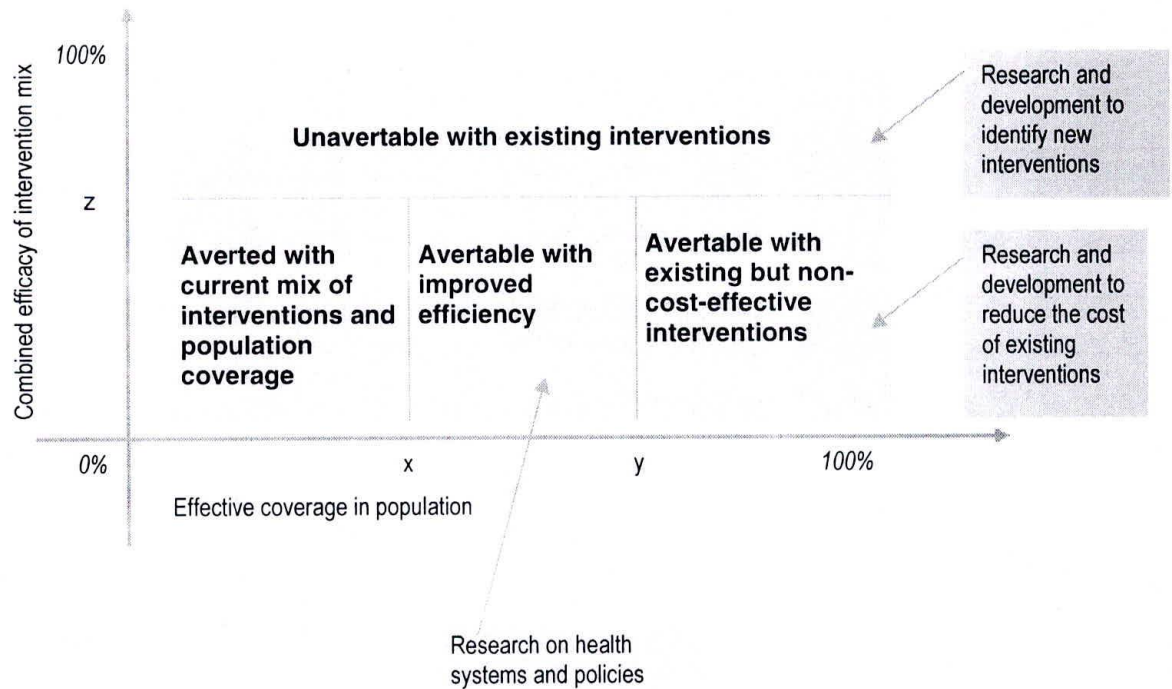 Combined efficacy of intervention mix
100%
Unavertable with existing interventions
Research and
development to
identify new
interventions
z
Averted with
current mix of
interventions and
population
coverage
Avertable with
improved
efficiency
Avertable with
existing but non-
cost-effective
interventions
Research and
development to
reduce the cost
of existing
interventions
0%
x
y
100%
Effective coverage in population
Research on health
systems and policies